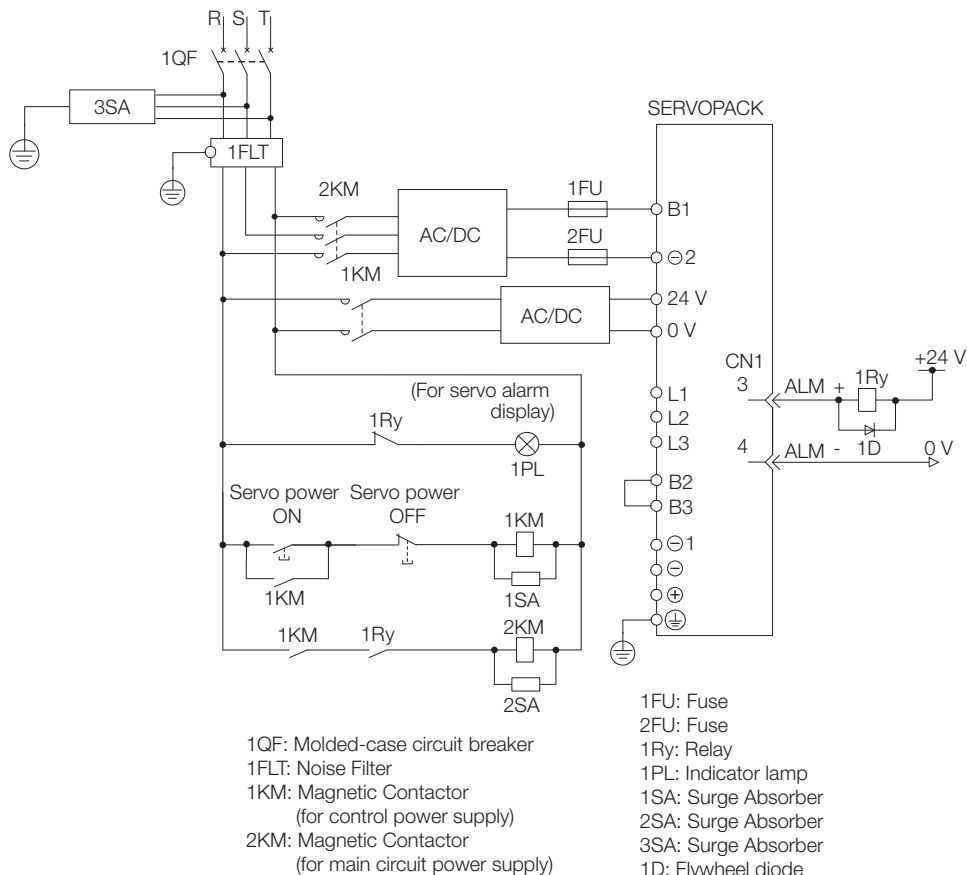 R S T
1QF
3SA
1FLT
SERVOPACK
2KM
1FU
B1
AC/DC
2FU
⊖2
1KM
24 V
AC/DC
0 V
CN1
+24 V
3
ALM +
1Ry
1D
4
ALM -
0 V
L1
L2
L3
B2
B3
⊖1
⊖
⊕
(For servo alarm
display)
1Ry
1PL
Servo power
ON
Servo power
OFF
1KM
1KM
1SA
1KM
1Ry
2KM
2SA
1QF: Molded-case circuit breaker
1FLT: Noise Filter
1KM: Magnetic Contactor
(for control power supply)
2KM: Magnetic Contactor
(for main circuit power supply)
1FU: Fuse
2FU: Fuse
1Ry: Relay
1PL: Indicator lamp
1SA: Surge Absorber
2SA: Surge Absorber
3SA: Surge Absorber
1D: Flywheel diode